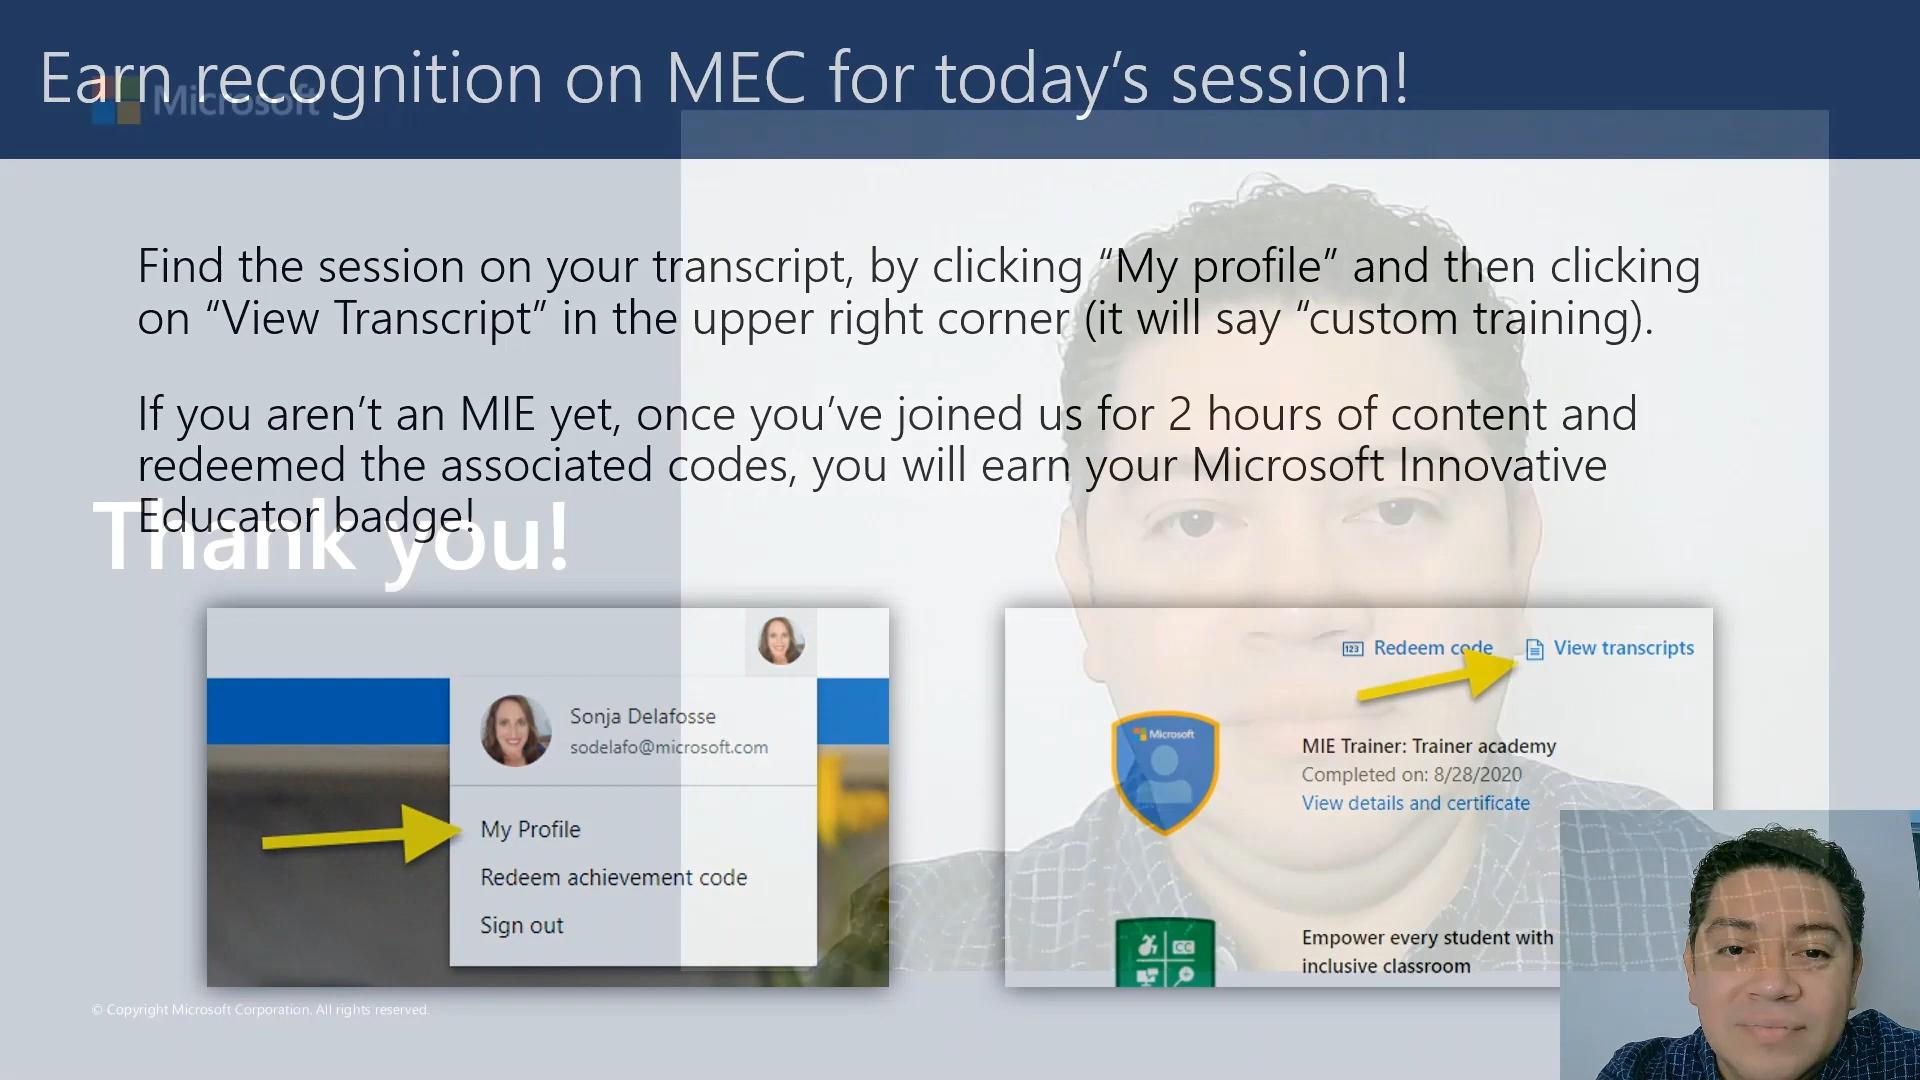 Earn recognition on MEC for today's session!
Microsoft
Find the session on your transcript, by clicking “My profile” and then clicking
on “View Transcript” in the upper right corner (it will say “custom training).
If you aren't an MIE yet, once you've joined us for 2 hours of content and
redeemed the associated codes, you will earn your Microsoft Innovative
Educator badge!
Thank you!
Sonja Delafosse
sodelafo@microsoft.com
My Profile
Redeem achievement code
Sign out
Redeem code
View transcripts
Microsoft
MIE Trainer: Trainer academy
Completed on: 8/28/2020
View details and certificate
CC
Empower every student with
inclusive classroom
© Copyright Microsoft Corporation. All rights reserved.